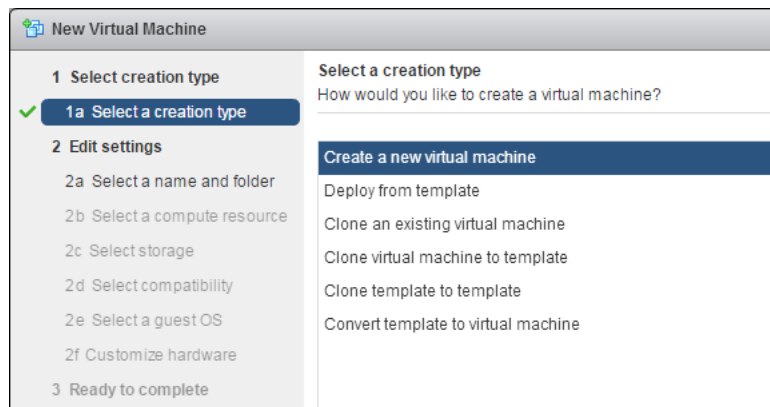 New Virtual Machine
1 Select creation type
1a Select a creation type
2 Edit settings
2a Select a name and folder
2b Select a compute resource
2c Select storage
2d Select compatibility
2e Select a guest OS
2f Customize hardware
3 Ready to complete
Select a creation type
How would you like to create a virtual machine?
Create a new virtual machine
Deploy from template
Clone an existing virtual machine
Clone virtual machine to template
Clone template to template
Convert template to virtual machine